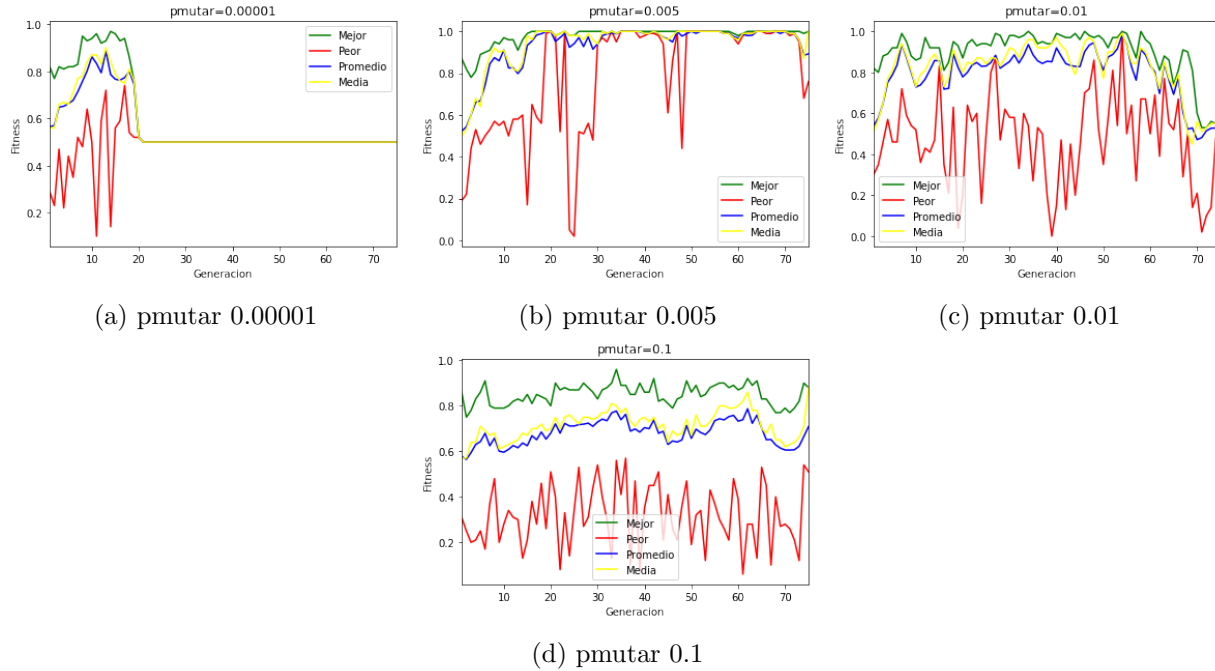 pmutar=0.00001
1.0
0.8
0.6
0.4
0.2
Fitness
10 20 30 40 50 60 70
Generacion
Mejor
Peor
Promedio
Media
(a) pmutar 0.00001
pmutar=0.005
1.0
0.8
0.6
0.4
0.2
0.0
Fitness
10 20 30 40 50 60 70
Generacion
Mejor
Peor
Promedio
Media
(b) pmutar 0.005
pmutar=0.01
1.0
0.8
0.6
0.4
0.2
0.0
Fitness
10 20 30 40 50 60 70
Generacion
Mejor
Peor
Promedio
Media
(c) pmutar 0.01
pmutar=0.1
1.0
0.8
0.6
0.4
0.2
Fitness
10 20 30 40 50 60 70
Generacion
Mejor
Peor
Promedio
Media
(d) pmutar 0.1